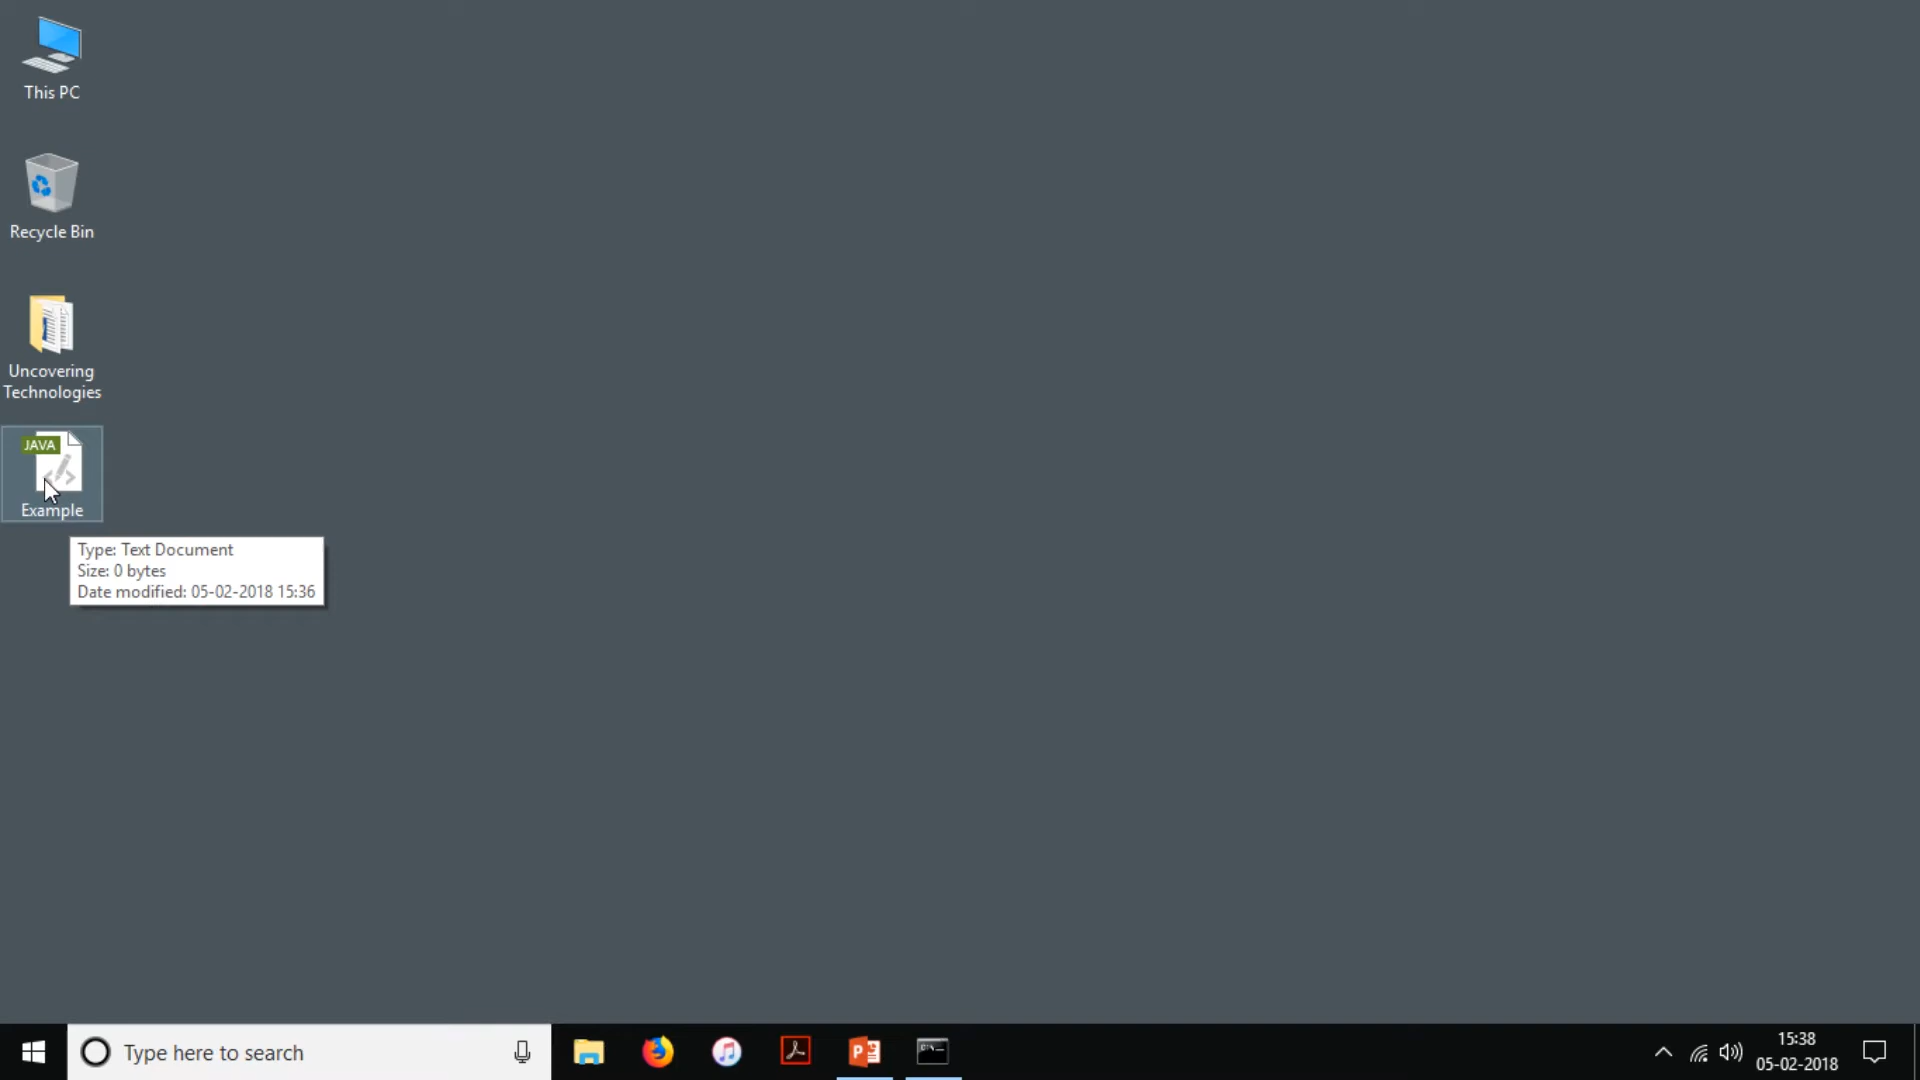 This PC
Recycle Bin
Uncovering
Technologies
JAVA
Example
Type: Text Document
Size: 0 bytes
Date modified: 05-02-2018 15:36
Type here to search
15:38
05-02-2018